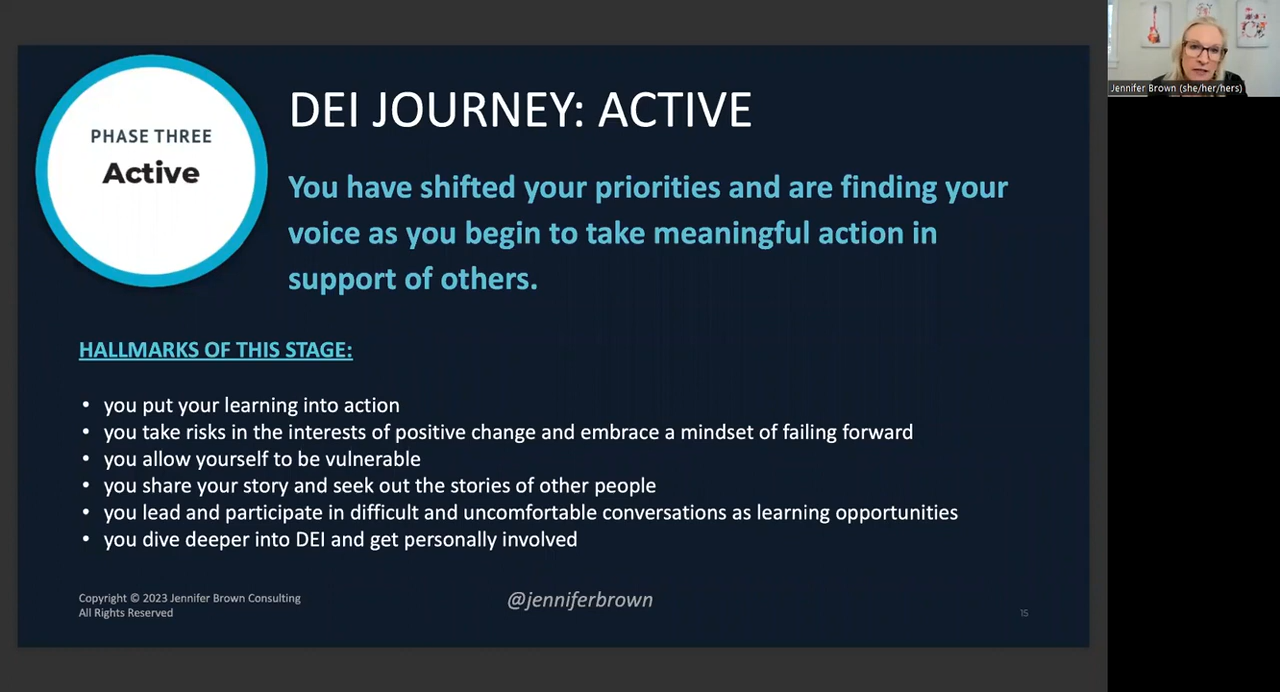 PHASE THREE
Active
DEI JOURNEY: ACTIVE
You have shifted your priorities and are finding your
voice as you begin to take meaningful action in
support of others.
HALLMARKS OF THIS STAGE:
• you put your learning into action
• you take risks in the interests of positive change and embrace a mindset of failing forward
• you allow yourself to be vulnerable
• you share your story and seek out the stories of other people
• you lead and participate in difficult and uncomfortable conversations as learning opportunities
• you dive deeper into DEI and get personally involved
Copyright © 2023 Jennifer Brown Consulting
All Rights Reserved
@jenniferbrown
15
Jennifer Brown (she/her/hers)